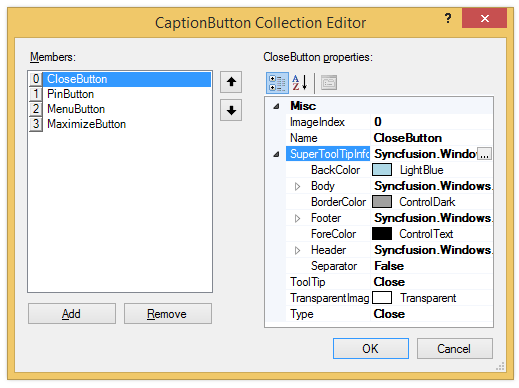 CaptionButton Collection Editor
?
Members:
0 CloseButton
1 PinButton
2 MenuButton
3 MaximizeButton
Add
Remove
CloseButton properties:
A Z
Misc
ImageIndex 0
Name CloseButton
SuperToolTipInfo Syncfusion.Windows. ...
BackColor LightBlue
Body Syncfusion.Windows.
BorderColor ControlDark
Footer Syncfusion.Windows.
ForeColor ControlText
Header Syncfusion.Windows.
Separator False
ToolTip Close
TransparentImag Transparent
Type Close
OK
Cancel